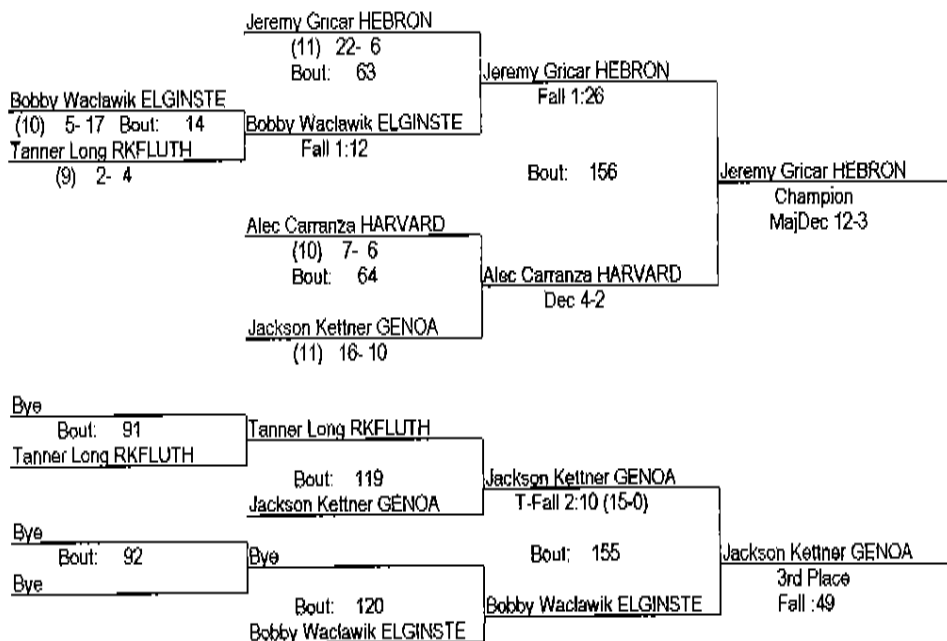 Jeremy Gricar HEBRON
(11) 22- 6
Bout: 63
Jeremy Gricar HEBRON
Fall 1:26
Bobby Waclawik ELGINSTE
(10) 5- 17 Bout: 14
Bobby Waclawik ELGINSTE
Fall 1:12
Tanner Long RKFLUTH
(9) 2- 4
Bout: 156
Jeremy Gricar HEBRON
Champion
MajDec 12-3
Alec Carranza HARVARD
(10) 7- 6
Bout: 64
Alec Carranza HARVARD
Dec 4-2
Jackson Kettner GENOA
(11) 16- 10
Bye
Bout: 91
Tanner Long RKFLUTH
Tanner Long RKFLUTH
Bout: 119
Jackson Kettner GENOA
T-Fall 2:10 (15-0)
Jackson Kettner GENOA
Bye
Bout: 92
Bye
Bye
Bout: 155
Jackson Kettner GENOA
3rd Place
Fall :49
Bout: 120
Bobby Waclawik ELGINSTE
Bobby Waclawik ELGINSTE